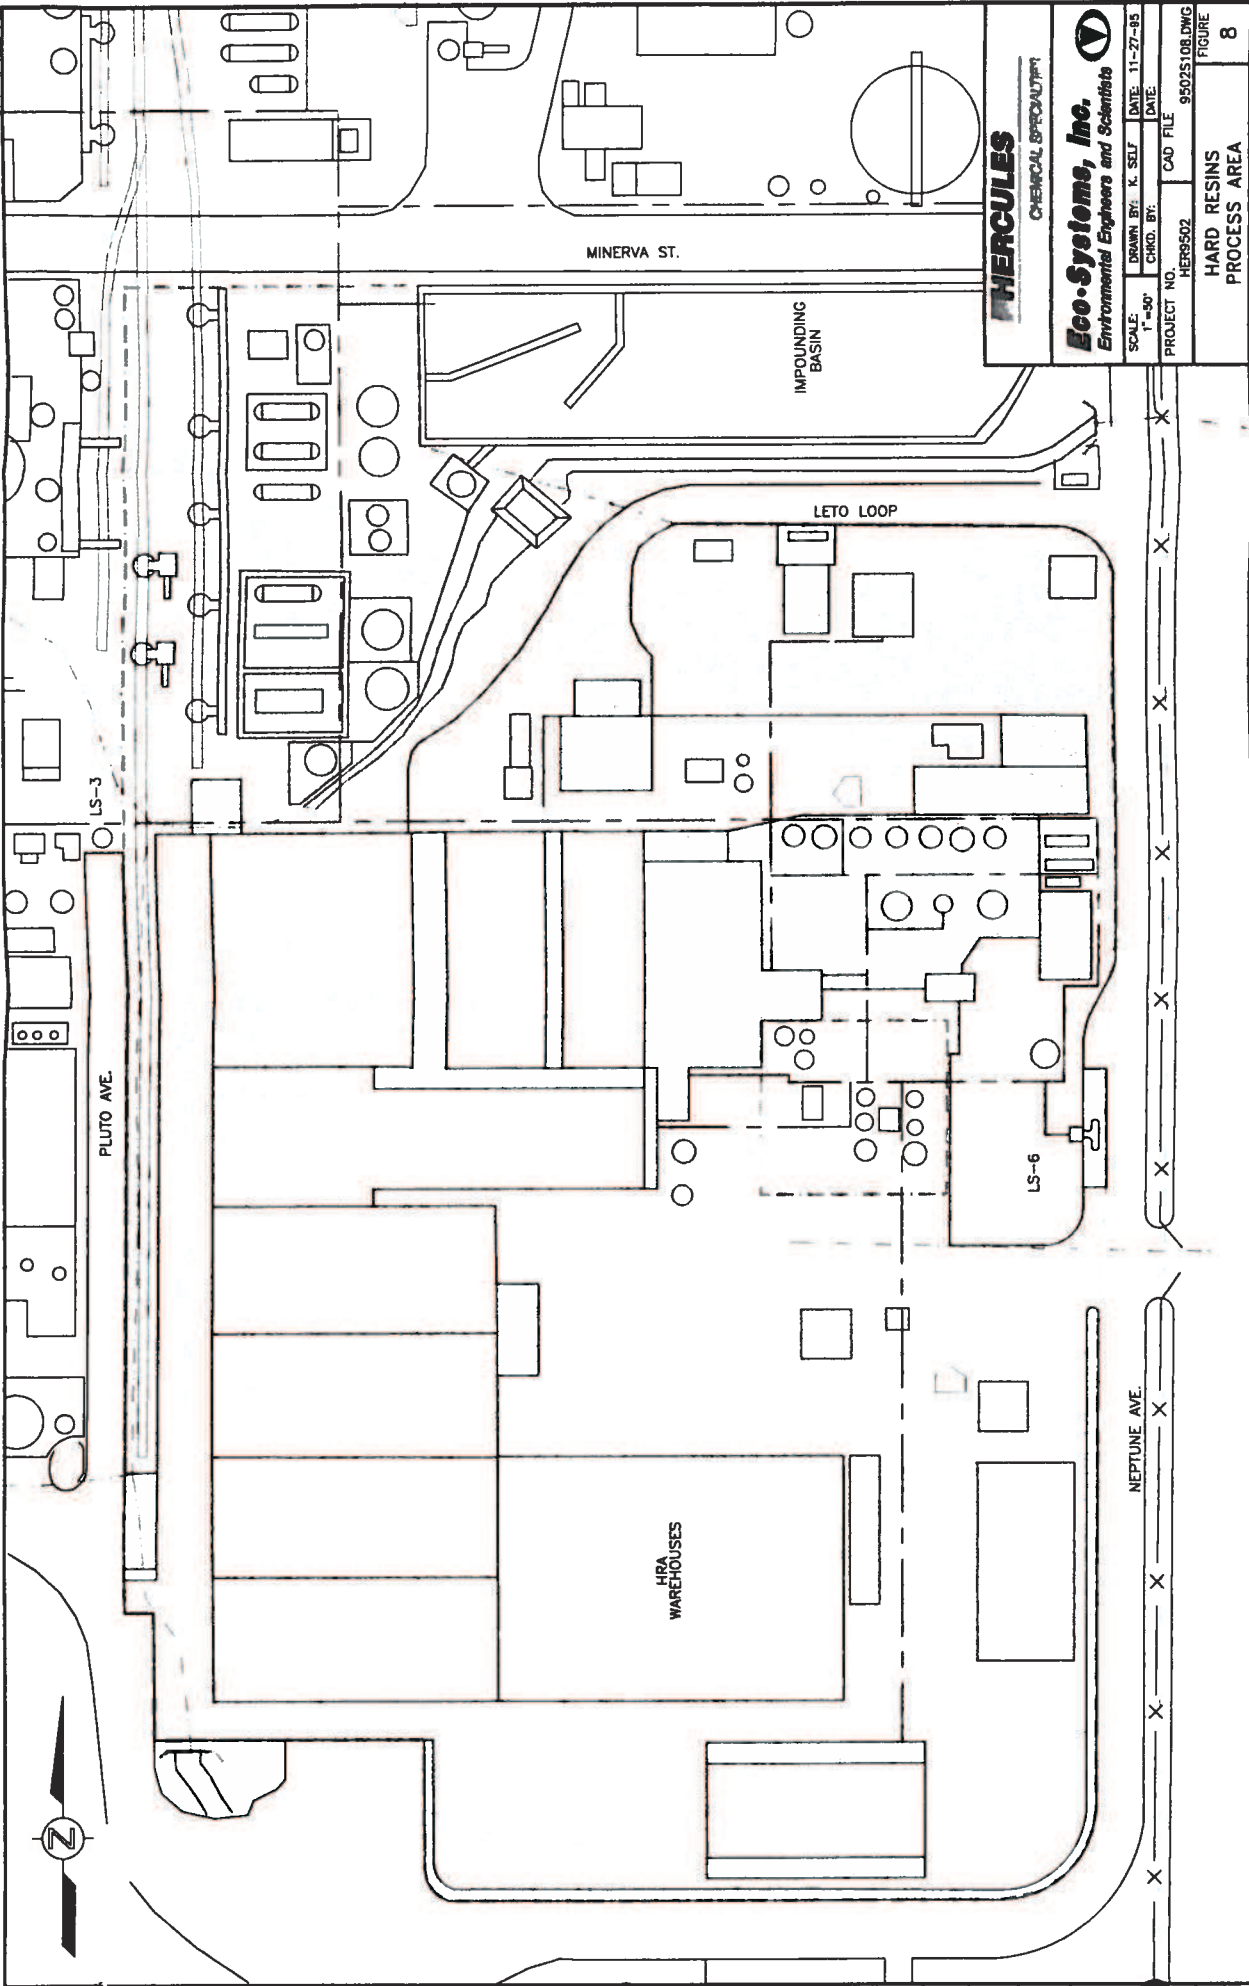 MINERVA ST.
IMPOUNDING
BASIN
LETO LOOP
LS-3
PLUTO AVE.
LS-6
NEPTUNE AVE.
HRA
WAREHOUSES
N
HERCULES
CHEMICAL SPECIALTIES
Eco-Systems, Inc.
Environmental Engineers and Scientists
SCALE: 1"=50'
DRAWN BY: K. SELF
DATE: 11-27-95
CHKD. BY:
DATE:
PROJECT NO. HER9502
CAD FILE 9502S108.DWG
HARD RESINS
PROCESS AREA
FIGURE
8